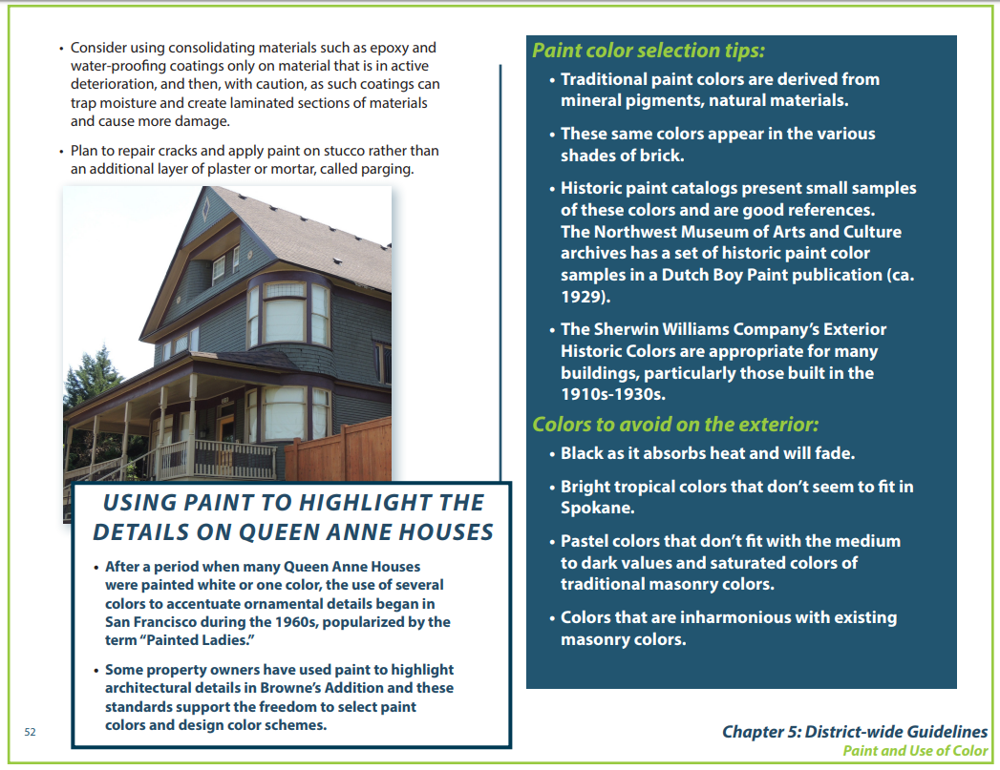 • Consider using consolidating materials such as epoxy and
water-proofing coatings only on material that is in active
deterioration, and then, with caution, as such coatings can
trap moisture and create laminated sections of materials
and cause more damage.
• Plan to repair cracks and apply paint on stucco rather than
an additional layer of plaster or mortar, called parging.
USING PAINT TO HIGHLIGHT THE
DETAILS ON QUEEN ANNE HOUSES
• After a period when many Queen Anne Houses
were painted white or one color, the use of several
colors to accentuate ornamental details began in
San Francisco during the 1960s, popularized by the
term “Painted Ladies.”
• Some property owners have used paint to highlight
architectural details in Browne’s Addition and these
standards support the freedom to select paint
colors and design color schemes.
Paint color selection tips:
• Traditional paint colors are derived from
mineral pigments, natural materials.
• These same colors appear in the various
shades of brick.
• Historic paint catalogs present small samples
of these colors and are good references.
The Northwest Museum of Arts and Culture
archives has a set of historic paint color
samples in a Dutch Boy Paint publication (ca.
1929).
• The Sherwin Williams Company’s Exterior
Historic Colors are appropriate for many
buildings, particularly those built in the
1910s-1930s.
Colors to avoid on the exterior:
• Black as it absorbs heat and will fade.
• Bright tropical colors that don’t seem to fit in
Spokane.
• Pastel colors that don’t fit with the medium
to dark values and saturated colors of
traditional masonry colors.
• Colors that are inharmonious with existing
masonry colors.
52
Chapter 5: District-wide Guidelines
Paint and Use of Color